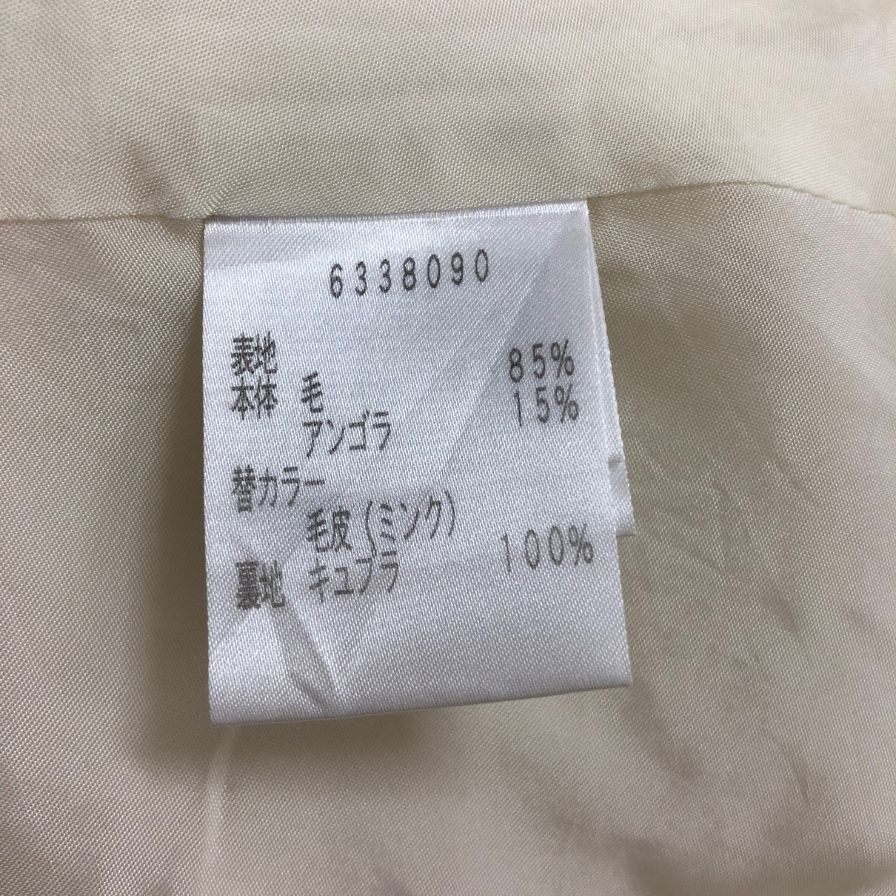 6338090
表地
本体 毛 85%
アンゴラ 15%
替カラー
毛皮(ミンク)
裏地 キュプラ 100%